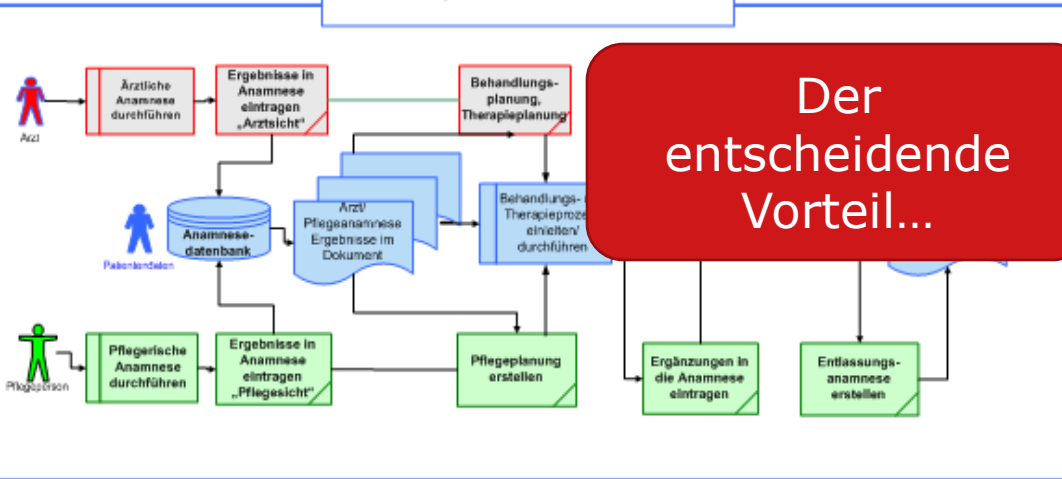 Ärztliche
Anamnese
durchführen
Ergebnisse in
Anamnese
eintragen
„Arztsicht“
Behandlungs-
planung,
Therapieplanung
Der
entscheidende
Vorteil...
Arzt
Anamnese-
datenbank
Patientendaten
Arzt/
Pflegeanamnese
Ergebnisse im
Dokument
Behandlungs-
Therapieproze
einleiten/
durchführen
Pflegeperson
Pflegerische
Anamnese
durchführen
Ergebnisse in
Anamnese
eintragen
„Pflegesicht“
Pflegeplanung
erstellen
Ergänzungen in
die Anamnese
eintragen
Entlassungs-
anamnese
erstellen